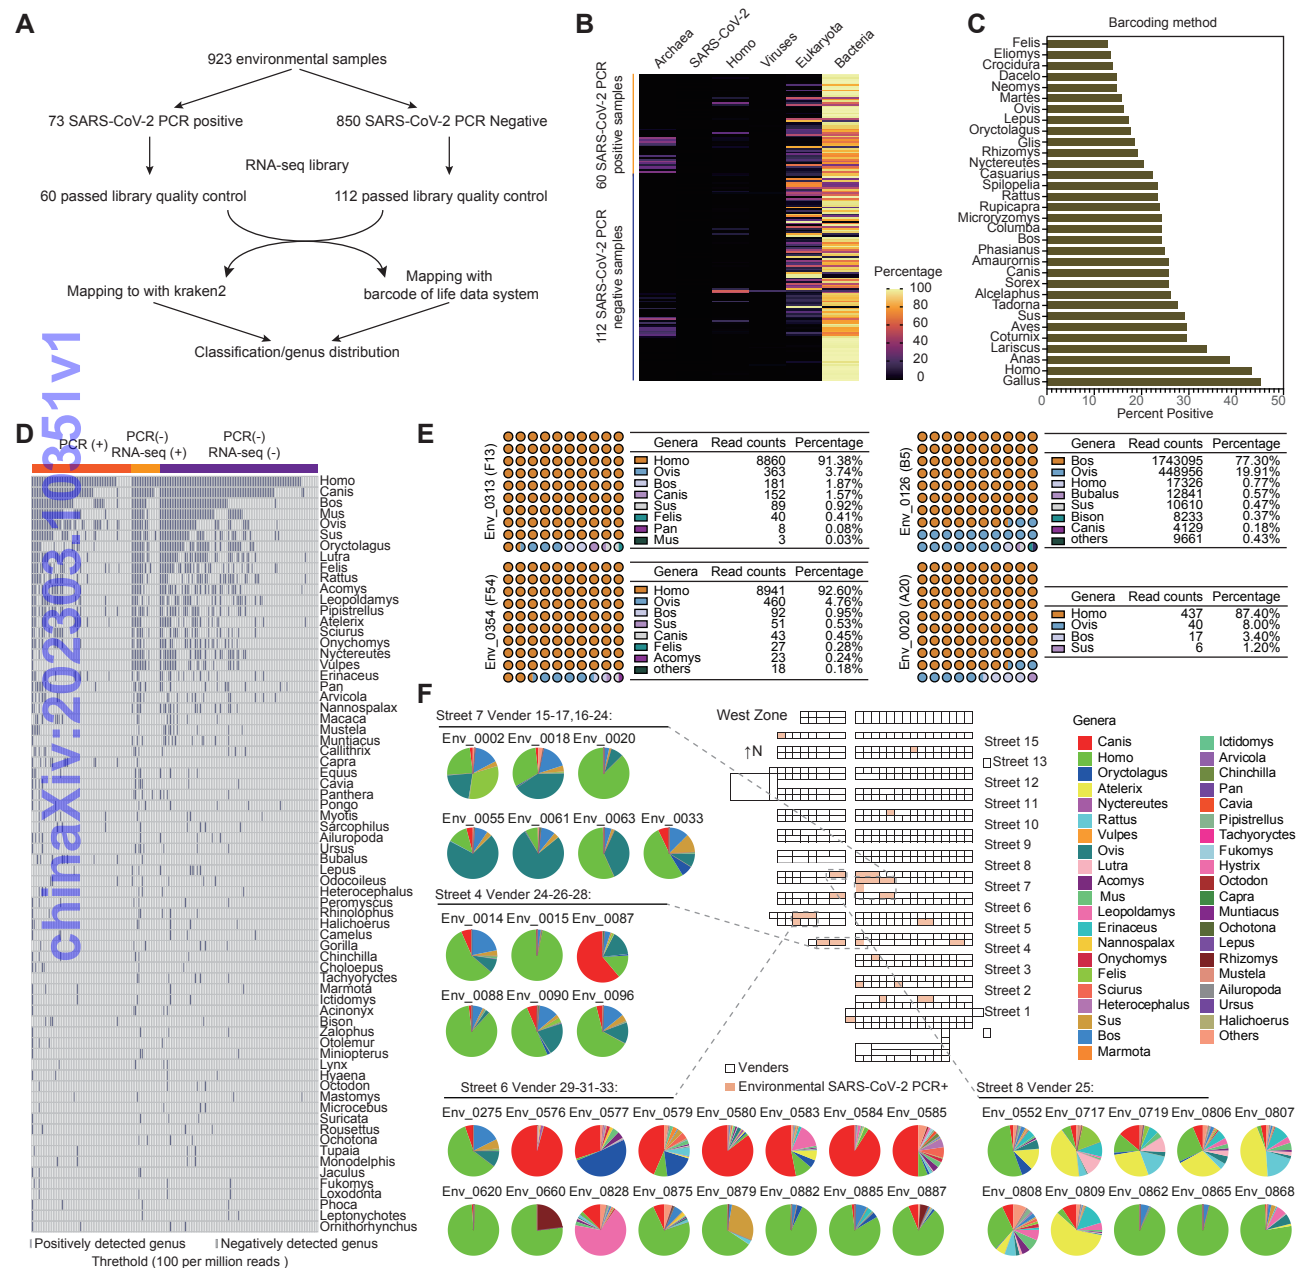 A
923 environmental samples
73 SARS-CoV-2 PCR positive
850 SARS-CoV-2 PCR Negative
RNA-seq library
60 passed library quality control
112 passed library quality control
Mapping to with kraken2
Mapping with
barcode of life data system
Classification/genus distribution
B
Archaea
SARS-CoV-2
Homo
Viruses
Eukaryota
Bacteria
60 SARS-CoV-2 PCR
positive samples
112 SARS-CoV-2 PCR
negative samples
Percentage
100
80
60
40
20
0
C
Barcoding method
Felis
Eliomys
Crocidura
Dacelo
Neomys
Martes
Ovis
Lepus
Oryctolagus
Glis
Rhizomys
Nyctereutes
Casuarius
Spilopelia
Rattus
Rupicapra
Microryzomys
Columba
Bos
Phasianus
Amaurornis
Canis
Sorex
Alcelaphus
Tadorna
Sus
Aves
Coturnix
Lariscus
Anas
Homo
Gallus
0 10 20 30 40 50
Percent Positive
chinaXiv:202303.10351v1
D
PCR (+)
PCR(-)
RNA-seq (+)
PCR(-)
RNA-seq (-)
Homo
Canis
Bos
Mus
Ovis
Sus
Oryctolagus
Lutra
Felis
Rattus
Acomys
Leopoldamys
Pipistrellus
Atelerix
Sciurus
Onychomys
Nyctereutes
Vulpes
Erinaceus
Pan
Arvicola
Nannospalax
Macaca
Mustela
Muntiacus
Callithrix
Capra
Equus
Cavia
Panthera
Pongo
Myotis
Sarcophilus
Ailuropoda
Ursus
Bubalus
Lepus
Odocoileus
Heterocephalus
Peromyscus
Rhinolophus
Halichoerus
Camelus
Gorilla
Chinchilla
Choloepus
Tachyoryctes
Marmota
Ictidomys
Acinonyx
Bison
Zalophus
Otolemur
Miniopterus
Lynx
Hyaena
Octodon
Mastomys
Microcebus
Suricata
Rousettus
Ochotona
Tupaia
Monodelphis
Jaculus
Fukomys
Loxodonta
Phoca
Leptonychotes
Ornithorhynchus
Positively detected genus
Negatively detected genus
Threshold (100 per million reads )
E
Env_0313 (F13)
Genera Read counts Percentage
Homo 8860 91.38%
Ovis 363 3.74%
Bos 181 1.87%
Canis 152 1.57%
Sus 89 0.92%
Felis 40 0.41%
Pan 8 0.08%
Mus 3 0.03%
Env_0126 (B5)
Genera Read counts Percentage
Bos 1743095 77.30%
Ovis 448956 19.91%
Homo 17326 0.77%
Bubalus 12841 0.57%
Sus 10610 0.47%
Bison 8233 0.37%
Canis 4129 0.18%
others 9661 0.43%
Env_0354 (F54)
Genera Read counts Percentage
Homo 8941 92.60%
Ovis 460 4.76%
Bos 92 0.95%
Sus 51 0.53%
Canis 43 0.45%
Felis 27 0.28%
Acomys 23 0.24%
others 18 0.18%
Env_0020 (A20)
Genera Read counts Percentage
Homo 437 87.40%
Ovis 40 8.00%
Bos 17 3.40%
Sus 6 1.20%
F
Street 7 Vender 15-17,16-24:
Env_0002 Env_0018 Env_0020
Env_0055 Env_0061 Env_0063 Env_0033
Street 4 Vender 24-26-28:
Env_0014 Env_0015 Env_0087
Env_0088 Env_0090 Env_0096
West Zone
↑N
Street 15
Street 13
Street 12
Street 11
Street 10
Street 9
Street 8
Street 7
Street 6
Street 5
Street 4
Street 3
Street 2
Street 1
Venders
Environmental SARS-CoV-2 PCR+
Genera
Canis
Homo
Oryctolagus
Atelerix
Nyctereutes
Rattus
Vulpes
Ovis
Lutra
Acomys
Mus
Leopoldamys
Erinaceus
Nannospalax
Onychomys
Felis
Sciurus
Heterocephalus
Sus
Bos
Marmota
Ictidomys
Arvicola
Chinchilla
Pan
Cavia
Pipistrellus
Tachyoryctes
Fukomys
Hystrix
Octodon
Capra
Muntiacus
Ochotona
Lepus
Rhizomys
Mustela
Ailuropoda
Ursus
Halichoerus
Others
Street 6 Vender 29-31-33:
Env_0275 Env_0576 Env_0577 Env_0579 Env_0580 Env_0583 Env_0584 Env_0585
Env_0620 Env_0660 Env_0828 Env_0875 Env_0879 Env_0882 Env_0885 Env_0887
Street 8 Vender 25:
Env_0552 Env_0717 Env_0719 Env_0806 Env_0807
Env_0808 Env_0809 Env_0862 Env_0865 Env_0868